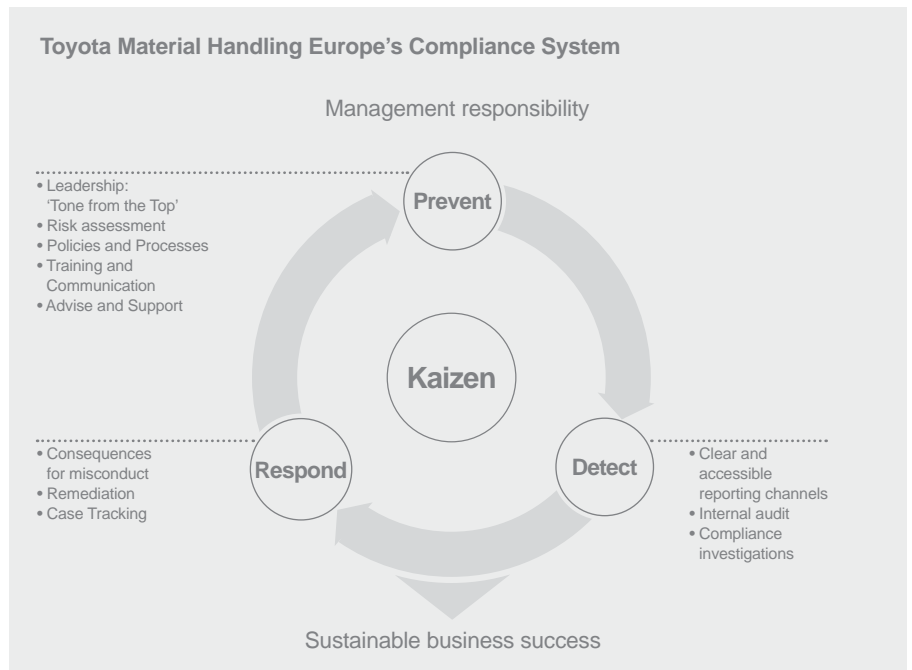 Toyota Material Handling Europe's Compliance System
Management responsibility
Prevent
• Leadership:
‘Tone from the Top’
• Risk assessment
• Policies and Processes
• Training and
Communication
• Advise and Support
Kaizen
Respond
• Consequences
for misconduct
• Remediation
• Case Tracking
Detect
• Clear and
accessible
reporting channels
• Internal audit
• Compliance
investigations
Sustainable business success